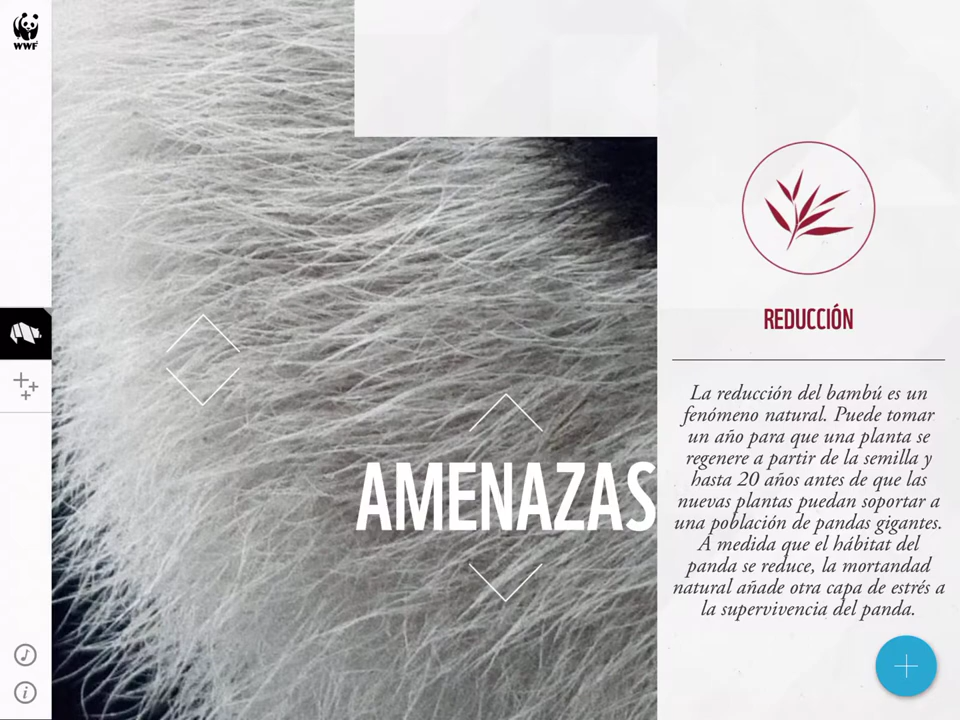 WWF
AMENAZAS
REDUCCIÓN
La reducción del bambú es un
fenómeno natural. Puede tomar
un año para que una planta se
regenere a partir de la semilla y
hasta 20 años antes de que las
nuevas plantas puedan soportar a
una población de pandas gigantes.
A medida que el hábitat del
panda se reduce, la mortandad
natural añade otra capa de estrés a
la supervivencia del panda.